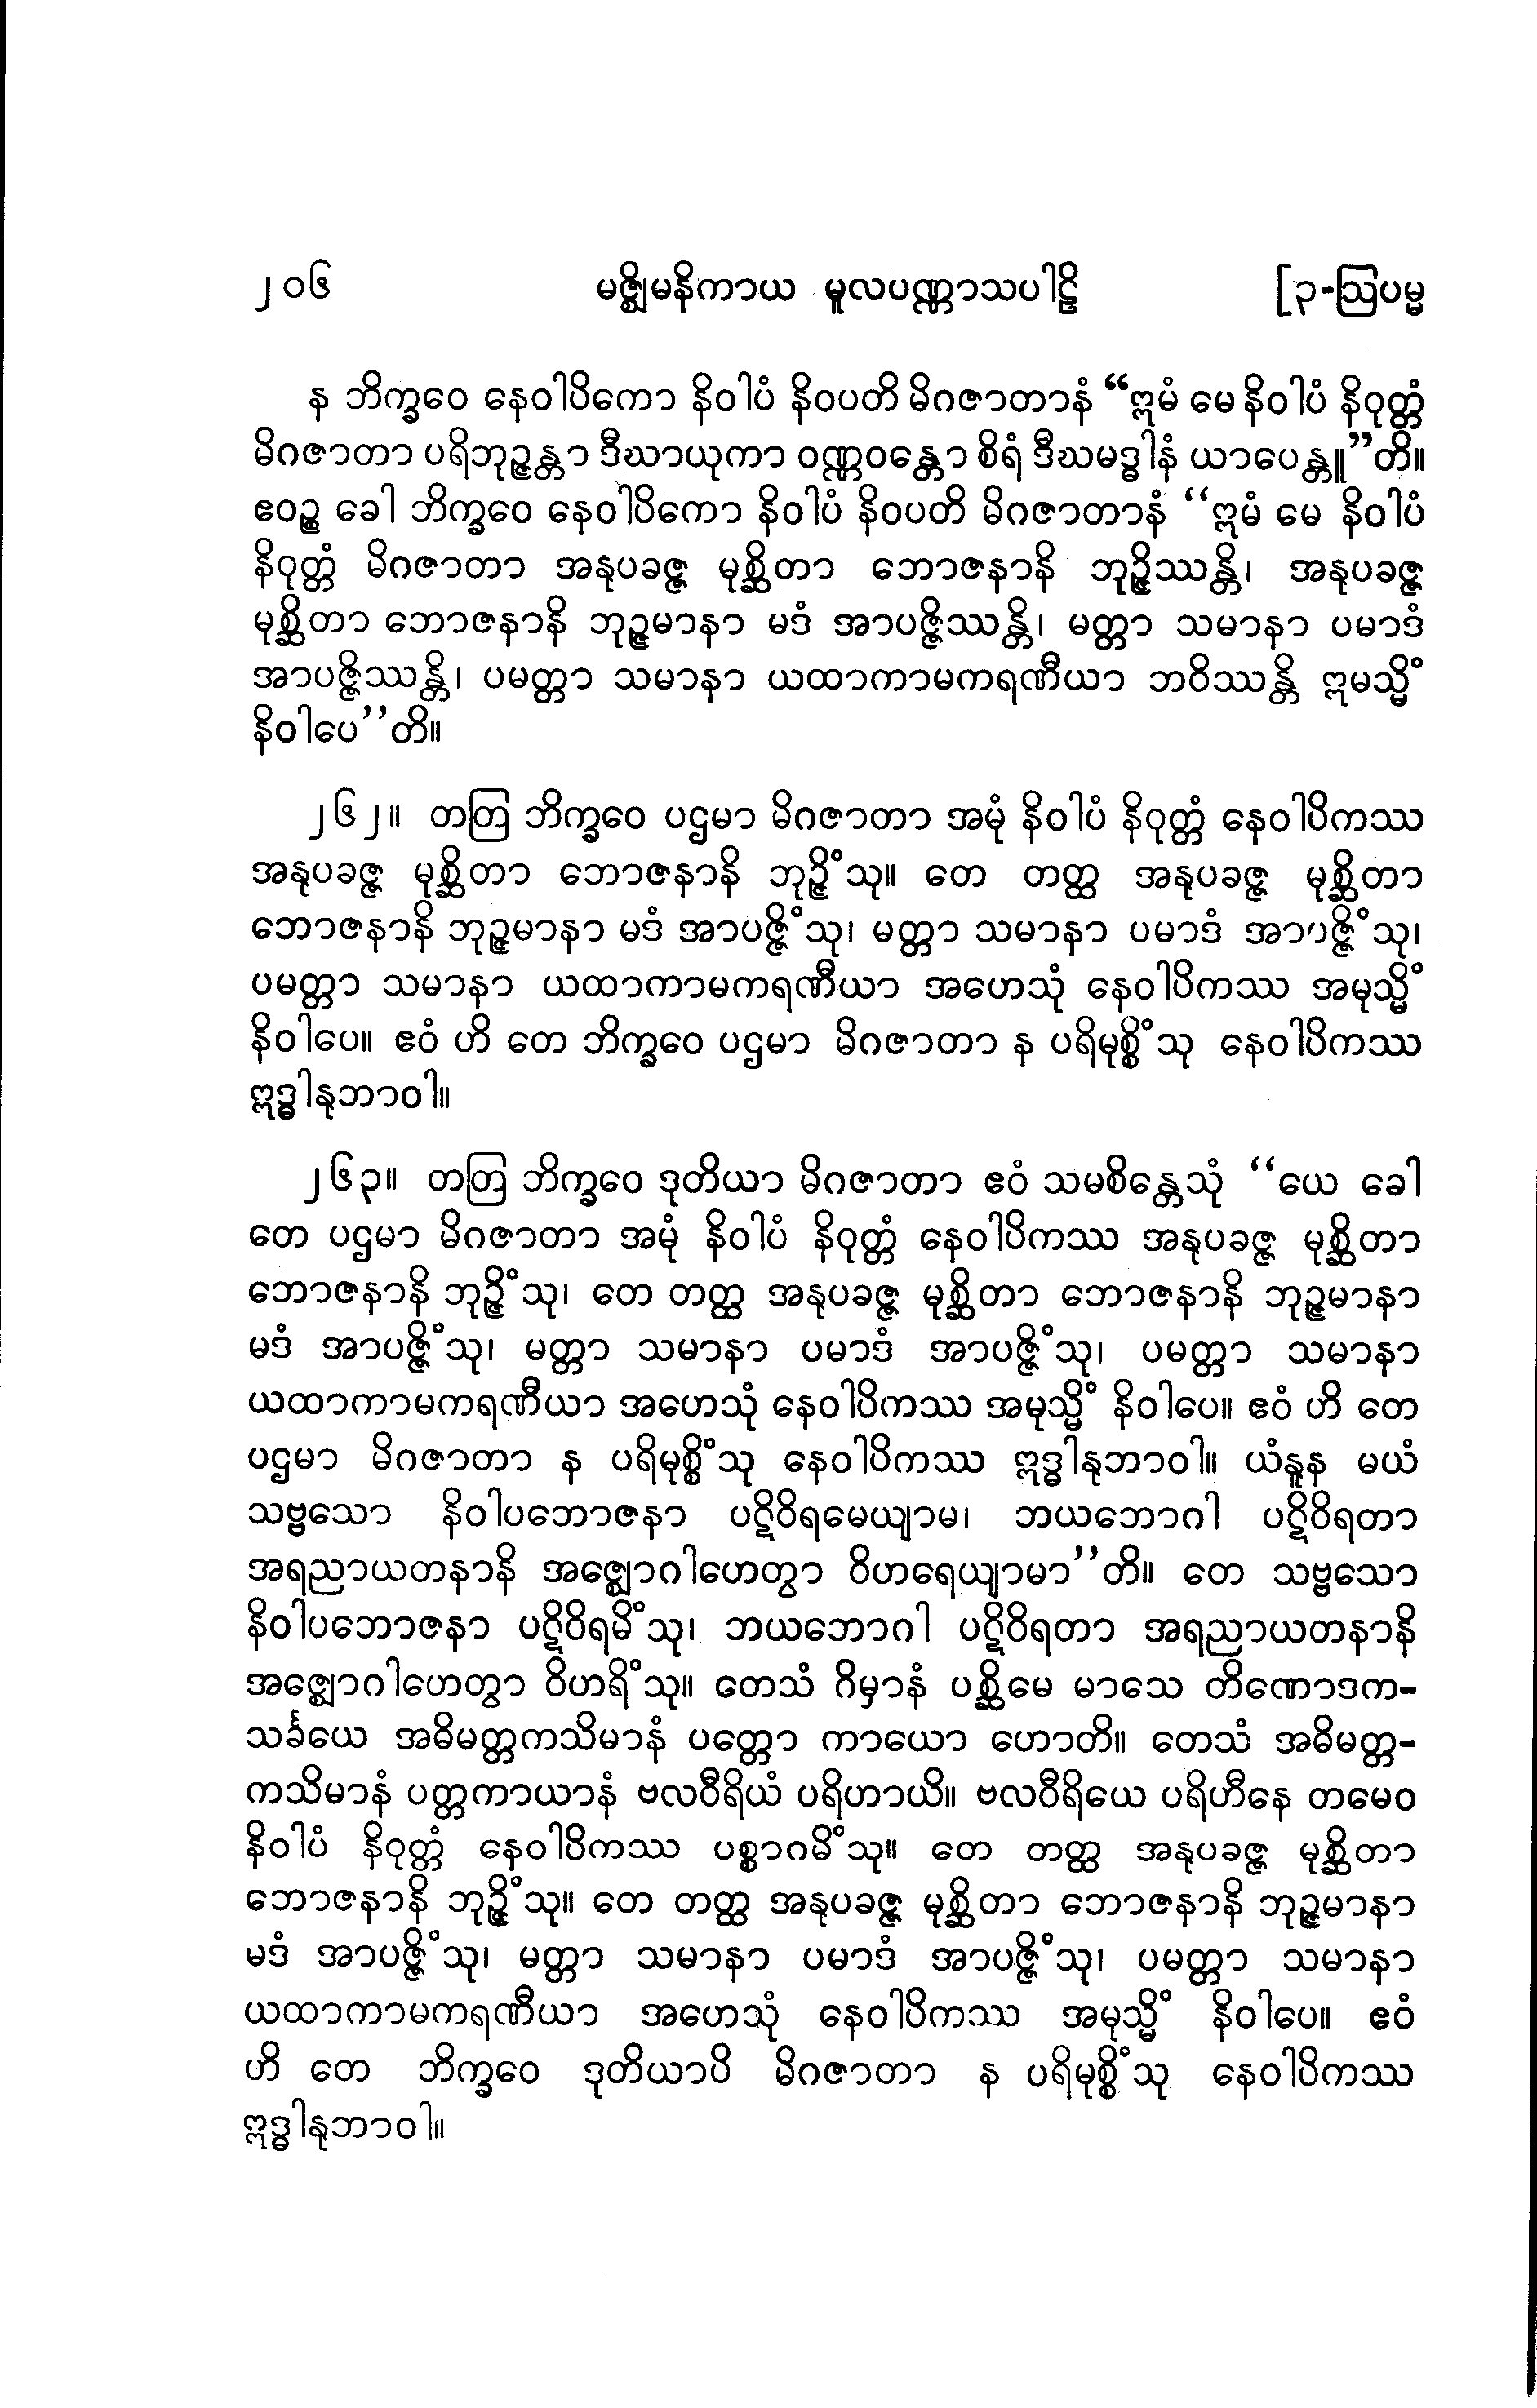 ၂၀၆ မဇ္ဈိမနိကာယ မူလပဏ္ဏာသပါဠိ [၃-ဩပမ္မ
န ဘိက္ခဝေ နေဝါပိကော နိဝါပံ နိဝပတိ မိဂဇာတာနံ “ဣမံ မေ နိဝါပံ နိဝုတ္တံ
မိဂဇာတာ ပရိဘုဉ္ဇန္တာ ဒီဃာယုကာ ဝဏ္ဏဝန္တော စိရံ ဒီဃမဒ္ဓါနံ ယာပေန္တူ”တိ။
ဧဝဉ္စ ခေါ ဘိက္ခဝေ နေဝါပိကော နိဝါပံ နိဝပတိ မိဂဇာတာနံ “ဣမံ မေ နိဝါပံ
နိဝုတ္တံ မိဂဇာတာ အနုပခဇ္ဇ မုစ္ဆိတာ ဘောဇနာနိ ဘုဉ္ဇိဿန္တိ၊ အနုပခဇ္ဇ
မုစ္ဆိတာ ဘောဇနာနိ ဘုဉ္ဇမာနာ မဒံ အာပဇ္ဇိဿန္တိ၊ မတ္တာ သမာနာ ပမာဒံ
အာပဇ္ဇိဿန္တိ၊ ပမတ္တာ သမာနာ ယထာကာမကရဏီယာ ဘဝိဿန္တိ ဣမသ္မိံ
နိဝါပေ”တိ။
၂၆၂။ တတြ ဘိက္ခဝေ ပဌမာ မိဂဇာတာ အမုံ နိဝါပံ နိဝုတ္တံ နေဝါပိကဿ
အနုပခဇ္ဇ မုစ္ဆိတာ ဘောဇနာနိ ဘုဉ္ဇိံသု။ တေ တတ္ထ အနုပခဇ္ဇ မုစ္ဆိတာ
ဘောဇနာနိ ဘုဉ္ဇမာနာ မဒံ အာပဇ္ဇိံသု၊ မတ္တာ သမာနာ ပမာဒံ အာပဇ္ဇိံသု၊
ပမတ္တာ သမာနာ ယထာကာမကရဏီယာ အဟေသုံ နေဝါပိကဿ အမုသ္မိံ
နိဝါပေ။ ဧဝံ ဟိ တေ ဘိက္ခဝေ ပဌမာ မိဂဇာတာ န ပရိမုစ္စိံသု နေဝါပိကဿ
ဣဒ္ဓါနုဘာဝါ။
၂၆၃။ တတြ ဘိက္ခဝေ ဒုတိယာ မိဂဇာတာ ဧဝံ သမစိန္တေသုံ “ယေ ခေါ
တေ ပဌမာ မိဂဇာတာ အမုံ နိဝါပံ နိဝုတ္တံ နေဝါပိကဿ အနုပခဇ္ဇ မုစ္ဆိတာ
ဘောဇနာနိ ဘုဉ္ဇိံသု၊ တေ တတ္ထ အနုပခဇ္ဇ မုစ္ဆိတာ ဘောဇနာနိ ဘုဉ္ဇမာနာ
မဒံ အာပဇ္ဇိံသု၊ မတ္တာ သမာနာ ပမာဒံ အာပဇ္ဇိံသု၊ ပမတ္တာ သမာနာ
ယထာကာမကရဏီယာ အဟေသုံ နေဝါပိကဿ အမုသ္မိံ နိဝါပေ။ ဧဝံ ဟိ တေ
ပဌမာ မိဂဇာတာ န ပရိမုစ္စိံသု နေဝါပိကဿ ဣဒ္ဓါနုဘာဝါ။ ယံနူန မယံ
သဗ္ဗသော နိဝါပဘောဇနာ ပဋိဝိရမေယျာမ၊ ဘယဘောဂါ ပဋိဝိရတာ
အရညာယတနာနိ အဇ္ဈောဂါဟေတွာ ဝိဟရေယျာမာ”တိ။ တေ သဗ္ဗသော
နိဝါပဘောဇနာ ပဋိဝိရမိံသု၊ ဘယဘောဂါ ပဋိဝိရတာ အရညာယတနာနိ
အဇ္ဈောဂါဟေတွာ ဝိဟရိံသု။ တေသံ ဂိမှာနံ ပစ္ဆိမေ မာသေ တိဏောဒက-
သင်္ခယေ အဓိမတ္တကသိမာနံ ပတ္တော ကာယော ဟောတိ။ တေသံ အဓိမတ္တ-
ကသိမာနံ ပတ္တကာယာနံ ဗလဝီရိယံ ပရိဟာယိ။ ဗလဝီရိယေ ပရိဟီနေ တမေဝ
နိဝါပံ နိဝုတ္တံ နေဝါပိကဿ ပစ္စာဂမိံသု။ တေ တတ္ထ အနုပခဇ္ဇ မုစ္ဆိတာ
ဘောဇနာနိ ဘုဉ္ဇိံသု။ တေ တတ္ထ အနုပခဇ္ဇ မုစ္ဆိတာ ဘောဇနာနိ ဘုဉ္ဇမာနာ
မဒံ အာပဇ္ဇိံသု၊ မတ္တာ သမာနာ ပမာဒံ အာပဇ္ဇိံသု၊ ပမတ္တာ သမာနာ
ယထာကာမကရဏီယာ အဟေသုံ နေဝါပိကဿ အမုသ္မိံ နိဝါပေ။ ဧဝံ
ဟိ တေ ဘိက္ခဝေ ဒုတိယာပိ မိဂဇာတာ န ပရိမုစ္စိံသု နေဝါပိကဿ
ဣဒ္ဓါနုဘာဝါ။